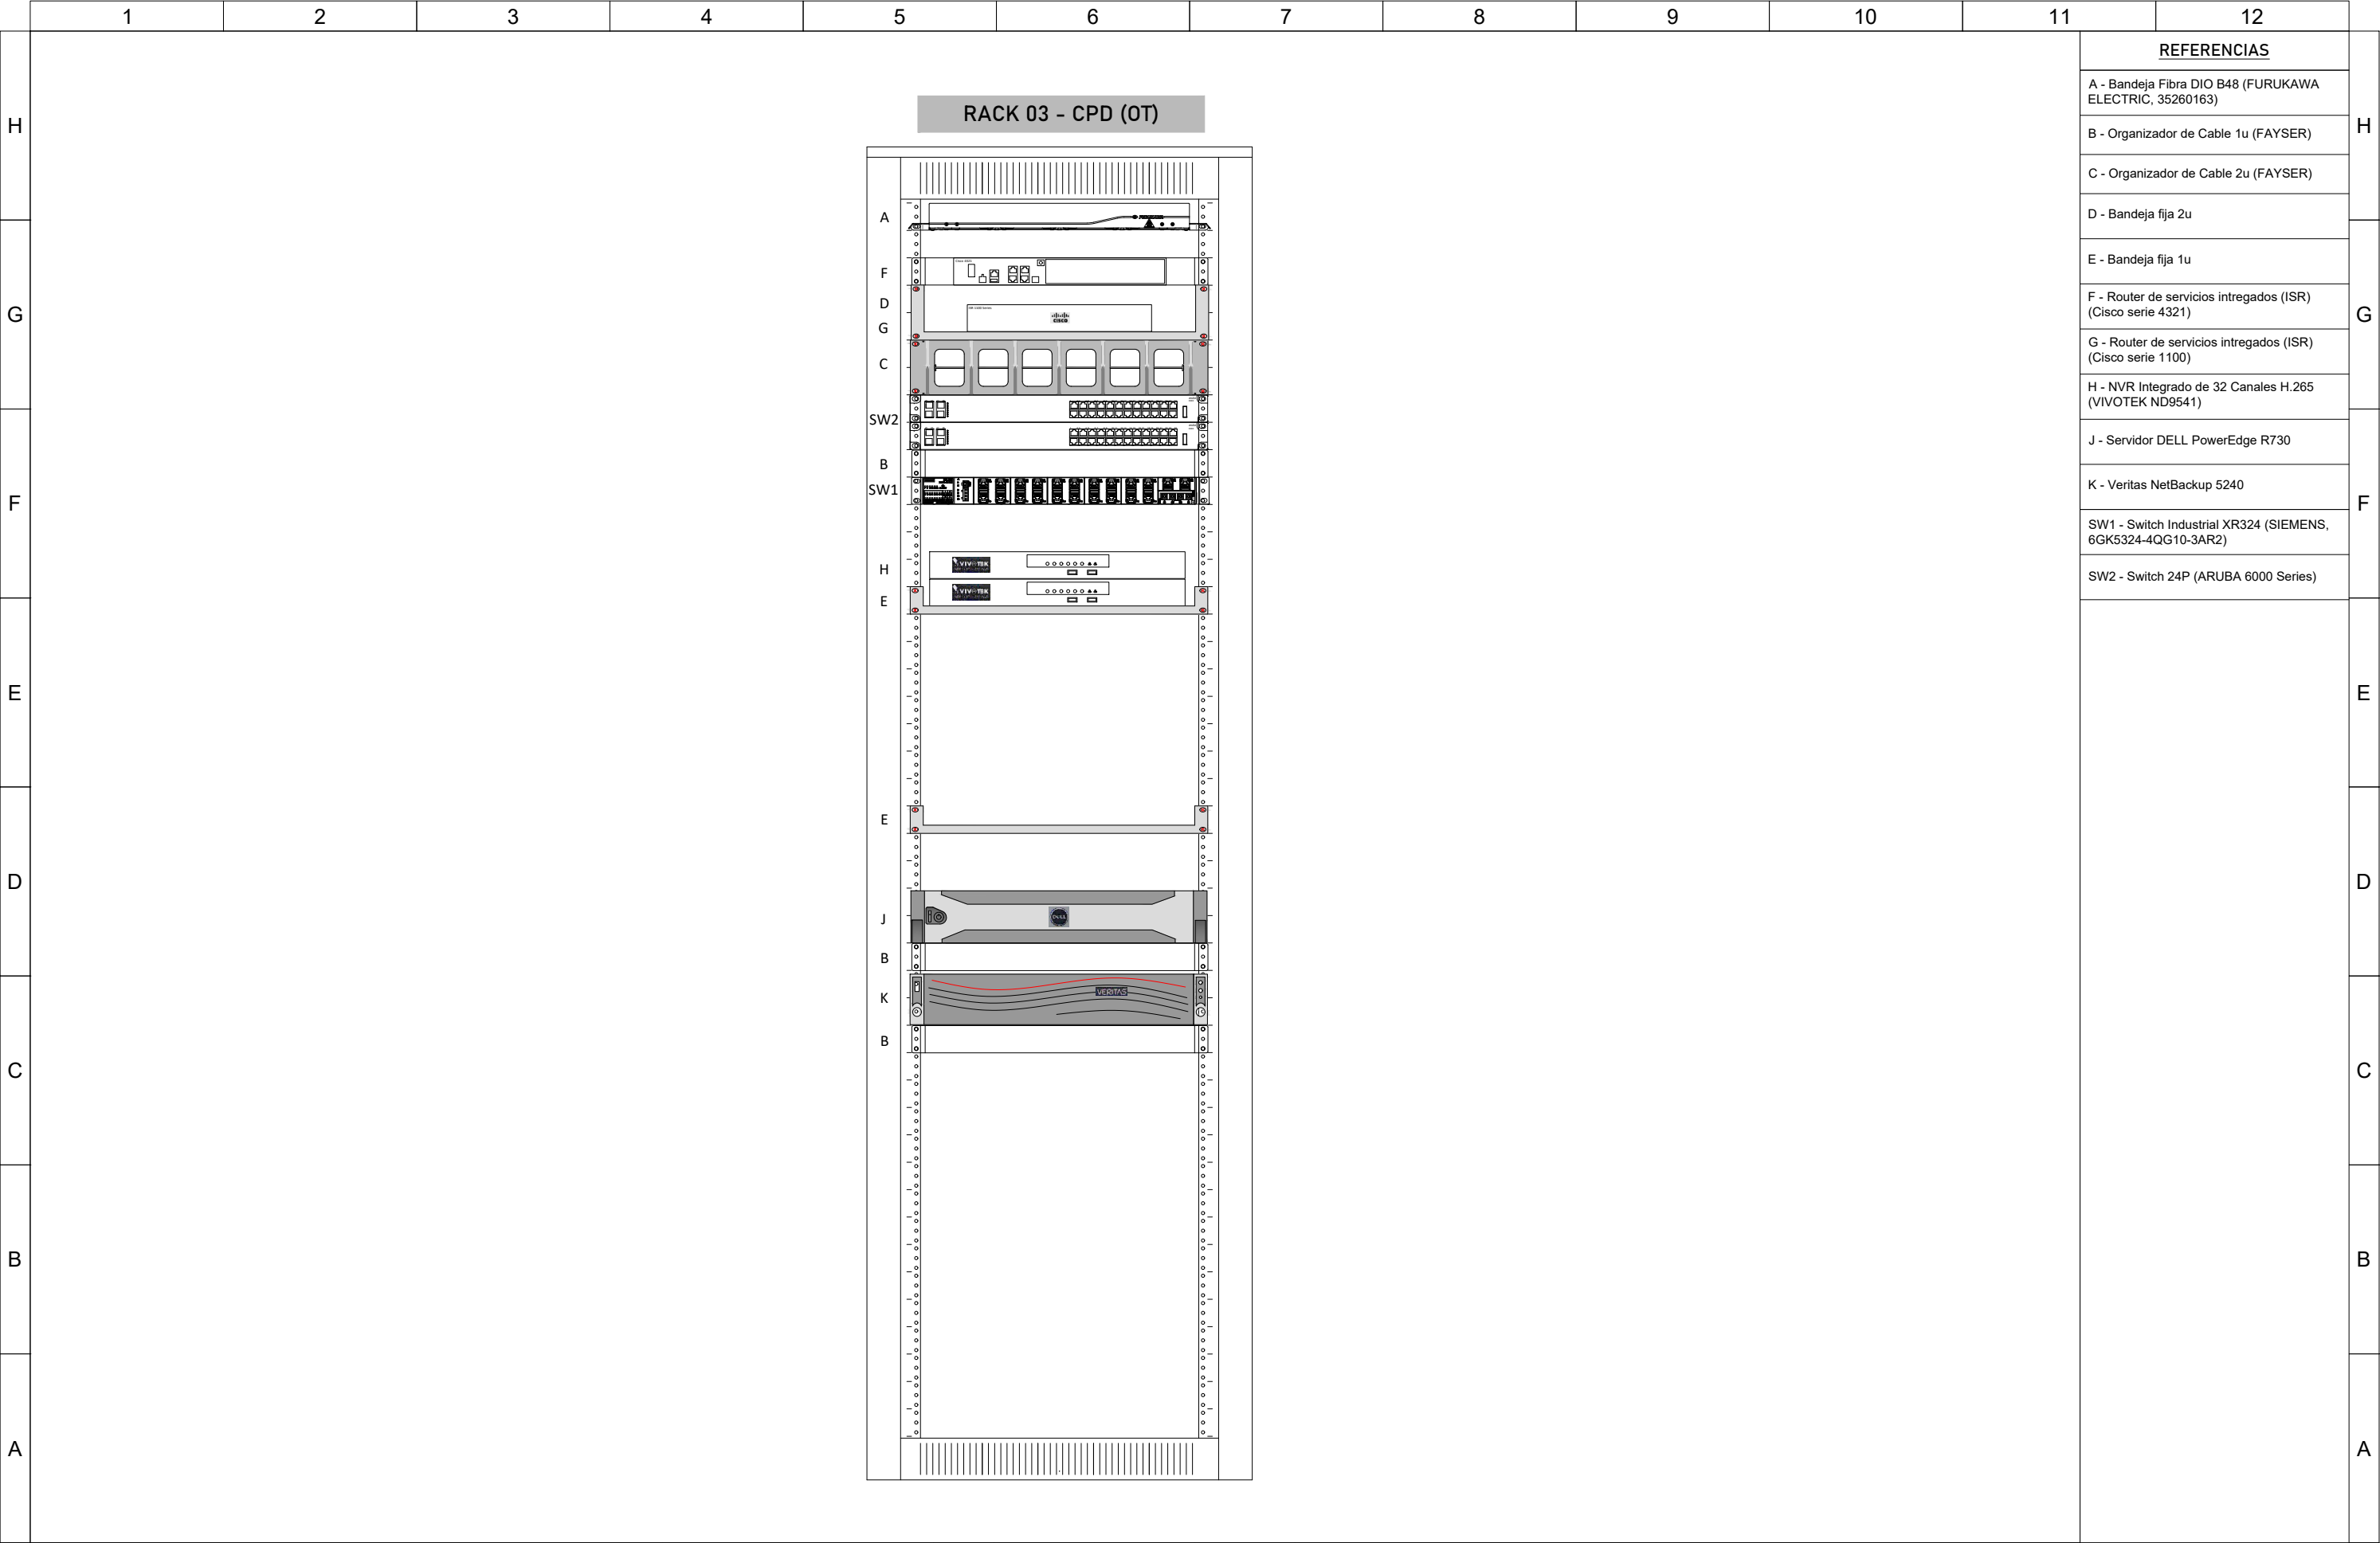 1 2 3 4 5 6 7 8 9 10 11 12
H
G
F
E
D
C
B
A
RACK 03 - CPD (OT)
A
F
Cisco 4321
D
G
CISCO
C
SW2
B
SW1
H
VIVOTEK
VIVOTEK
E
E
J
DELL
B
K
VERITAS
B
REFERENCIAS
A - Bandeja Fibra DIO B48 (FURUKAWA
ELECTRIC, 35260163)
B - Organizador de Cable 1u (FAYSER)
C - Organizador de Cable 2u (FAYSER)
D - Bandeja fija 2u
E - Bandeja fija 1u
F - Router de servicios intregados (ISR)
(Cisco serie 4321)
G - Router de servicios intregados (ISR)
(Cisco serie 1100)
H - NVR Integrado de 32 Canales H.265
(VIVOTEK ND9541)
J - Servidor DELL PowerEdge R730
K - Veritas NetBackup 5240
SW1 - Switch Industrial XR324 (SIEMENS,
6GK5324-4QG10-3AR2)
SW2 - Switch 24P (ARUBA 6000 Series)
H
G
F
E
D
C
B
A